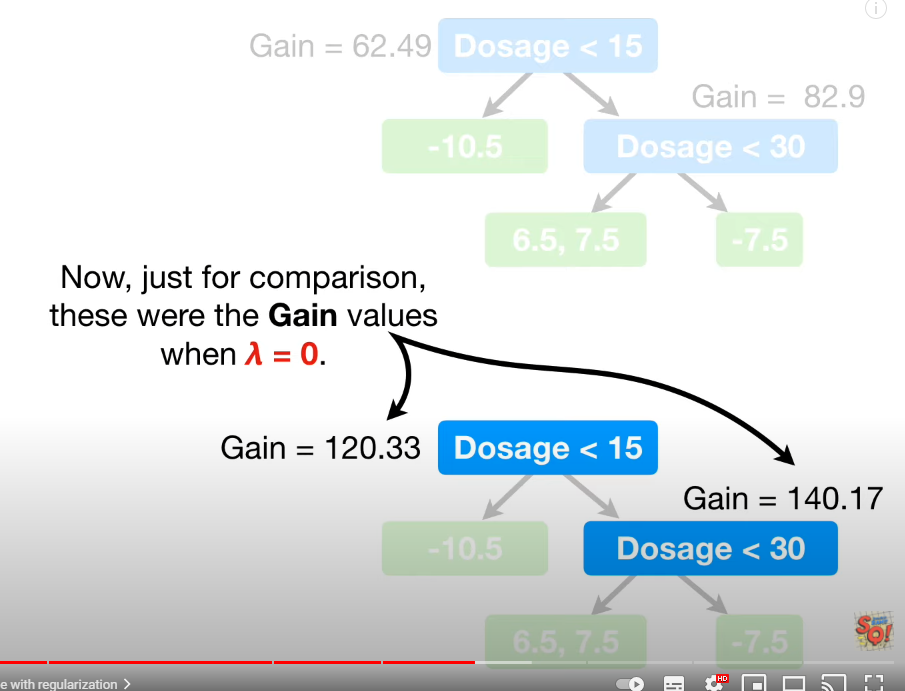 Gain = 62.49
Dosage < 15
Gain = 82.9
-10.5
Dosage < 30
6.5, 7.5
-7.5
Now, just for comparison,
these were the Gain values
when λ = 0.
Gain = 120.33
Dosage < 15
Gain = 140.17
-10.5
Dosage < 30
6.5, 7.5
-7.5
SQ!
e with regularization >
HD